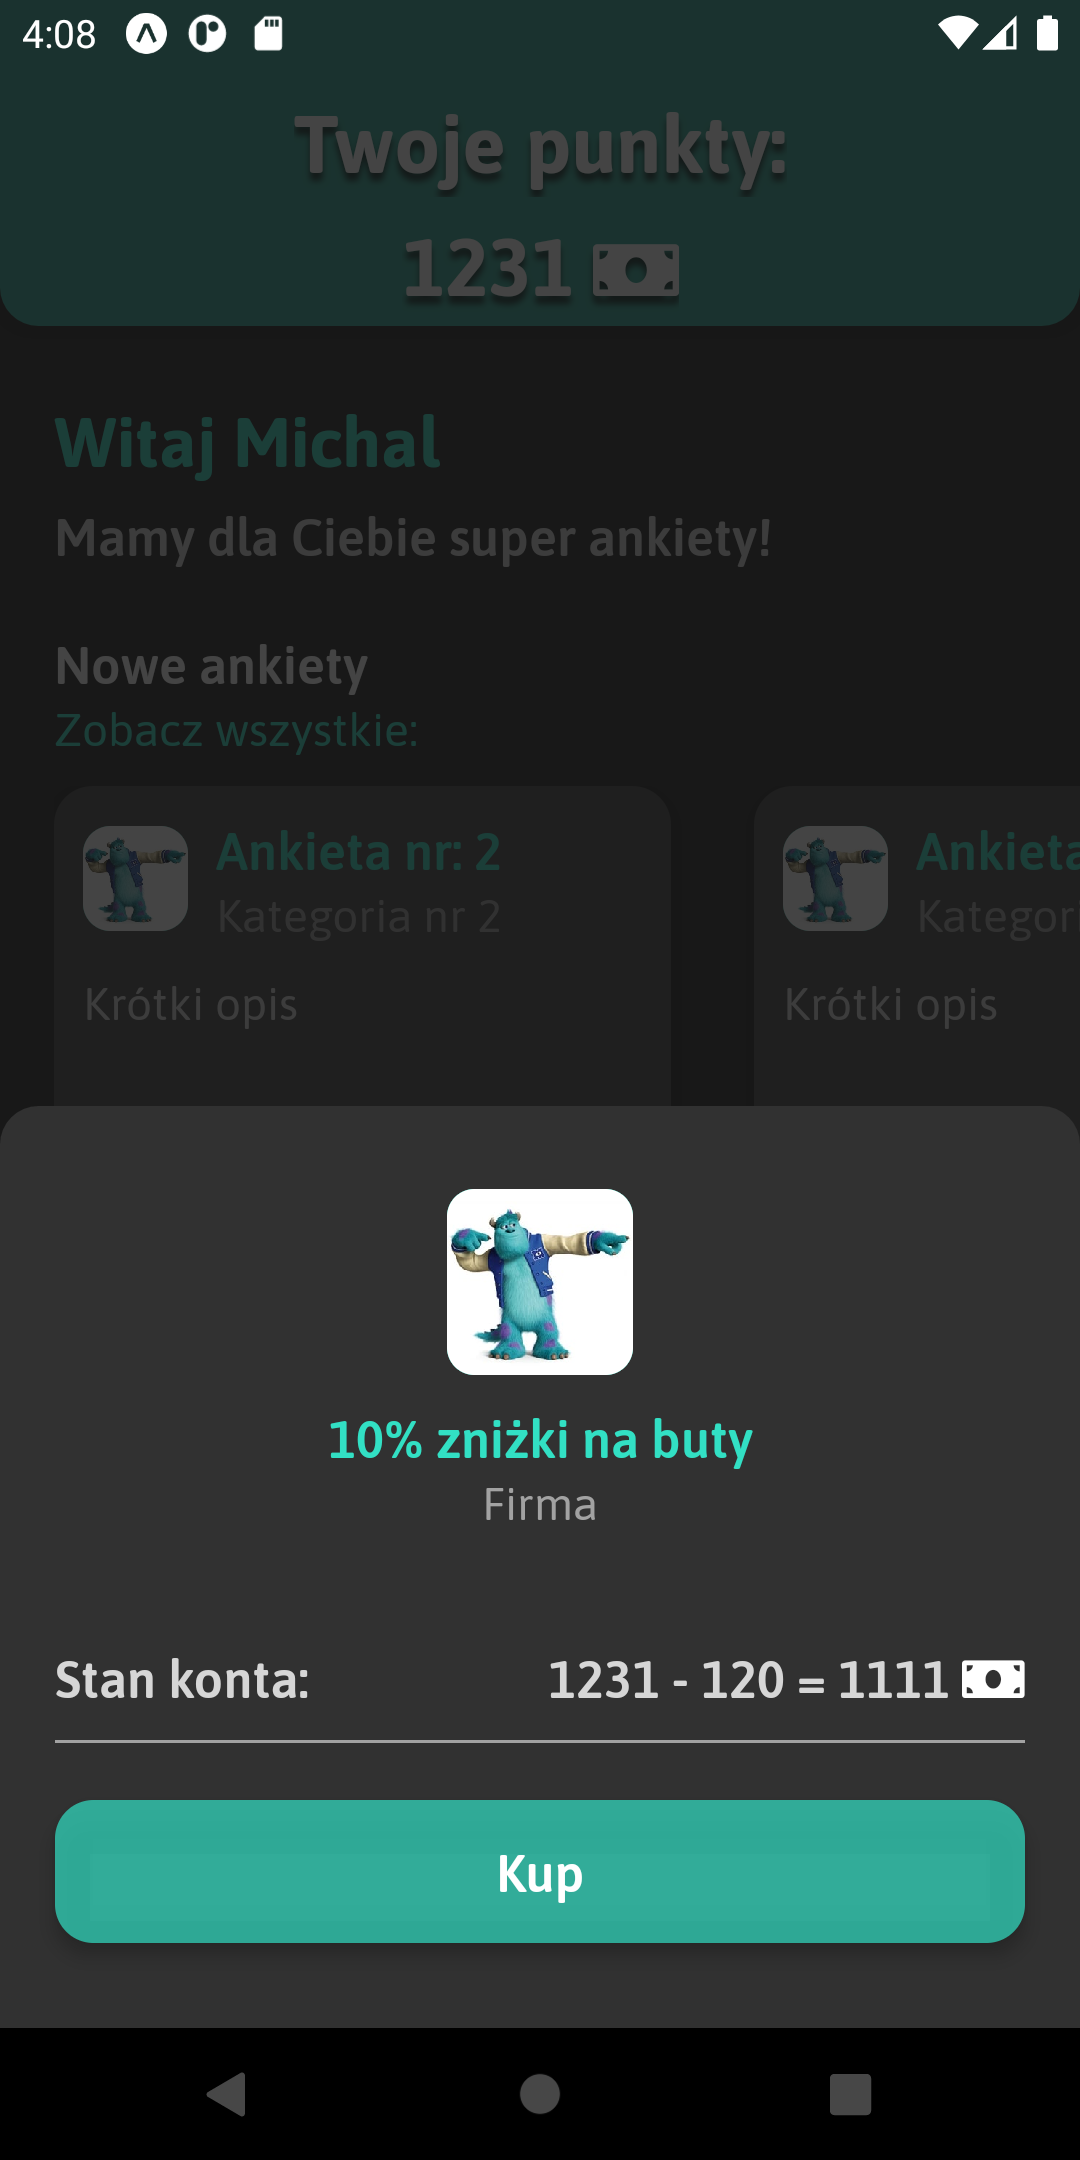 4:08
Twoje punkty:
1231
Witaj Michal
Mamy dla Ciebie super ankiety!
Nowe ankiety
Zobacz wszystkie:
Ankieta nr: 2
Kategoria nr 2
Krótki opis
Ankieta
Kategori
Krótki opis
10% zniżki na buty
Firma
Stan konta: 1231 - 120 = 1111
Kup